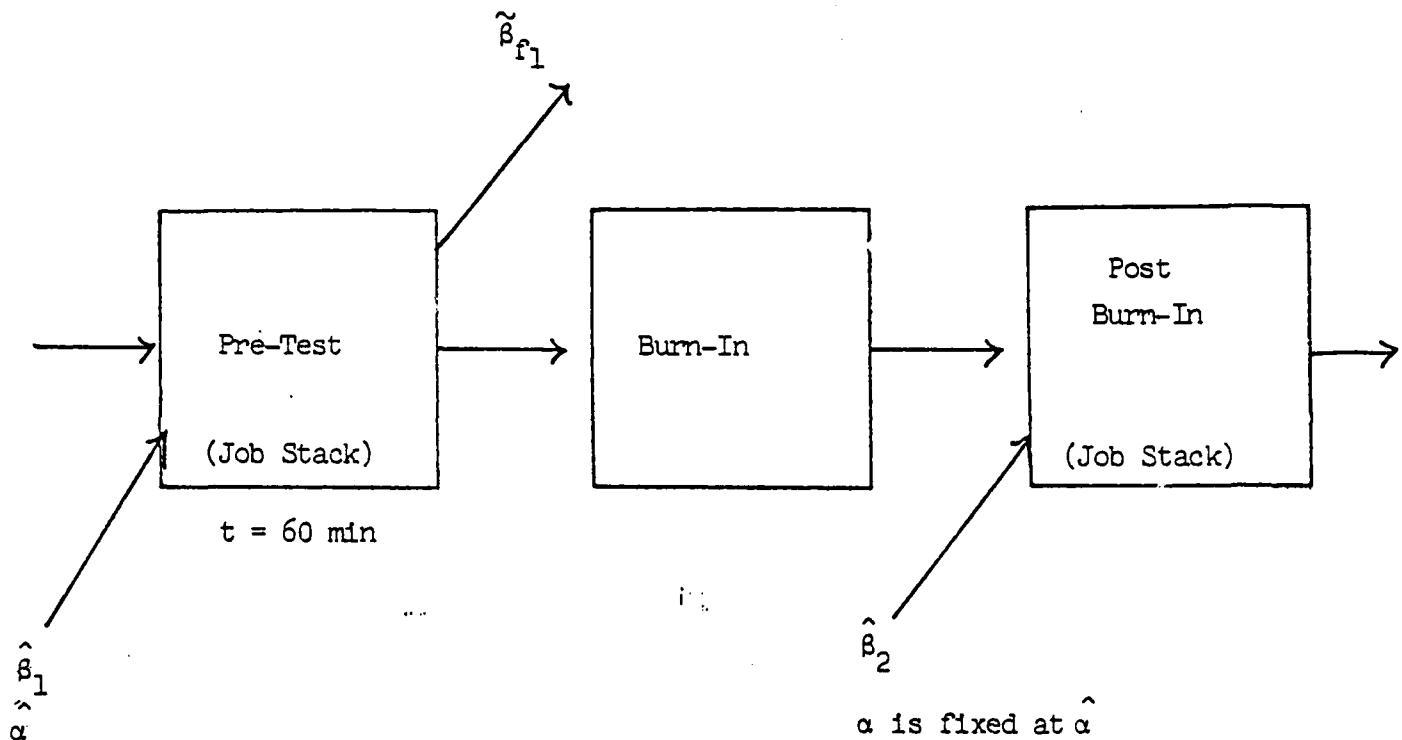 β̃f1
Pre-Test
(Job Stack)
t = 60 min
β̂1
α̂
Burn-In
Post
Burn-In
(Job Stack)
β̂2
α is fixed at α̂